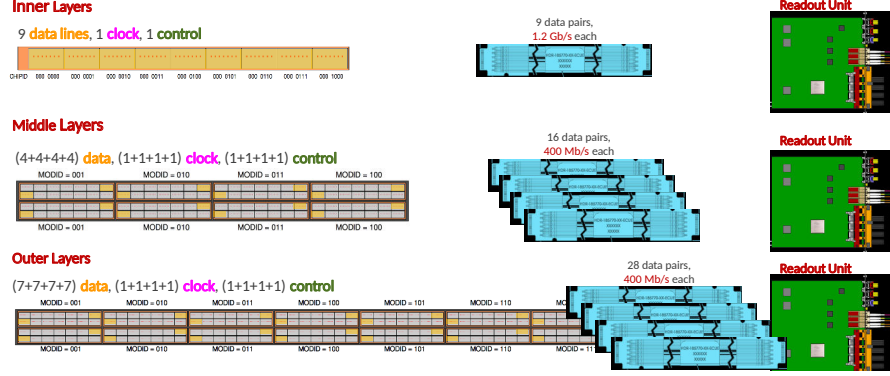 Inner Layers
9 data lines, 1 clock, 1 control
CHIPID 000 0000 000 0001 000 0010 000 0011 000 0100 000 0101 000 0110 000 0111 000 1000
9 data pairs,
1.2 Gb/s each
Readout Unit
Middle Layers
(4+4+4+4) data, (1+1+1+1) clock, (1+1+1+1) control
MODID = 001 MODID = 010 MODID = 011 MODID = 100
MODID = 001 MODID = 010 MODID = 011 MODID = 100
16 data pairs,
400 Mb/s each
Readout Unit
Outer Layers
(7+7+7+7) data, (1+1+1+1) clock, (1+1+1+1) control
MODID = 001 MODID = 010 MODID = 011 MODID = 100 MODID = 101 MODID = 110
MODID = 001 MODID = 010 MODID = 011 MODID = 100 MODID = 101 MODID = 110 MODID = 11
28 data pairs,
400 Mb/s each
Readout Unit